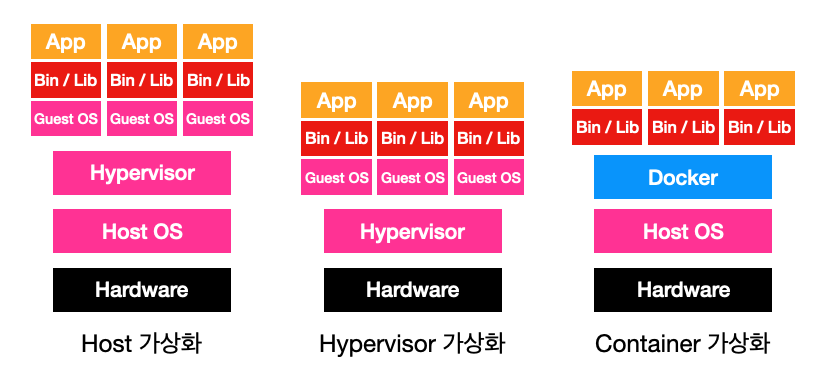 App App App
Bin / Lib Bin / Lib Bin / Lib
Guest OS Guest OS Guest OS
Hypervisor
Host OS
Hardware
Host 가상화
App App App
Bin / Lib Bin / Lib Bin / Lib
Guest OS Guest OS Guest OS
Hypervisor
Hardware
Hypervisor 가상화
App App App
Bin / Lib Bin / Lib Bin / Lib
Docker
Host OS
Hardware
Container 가상화